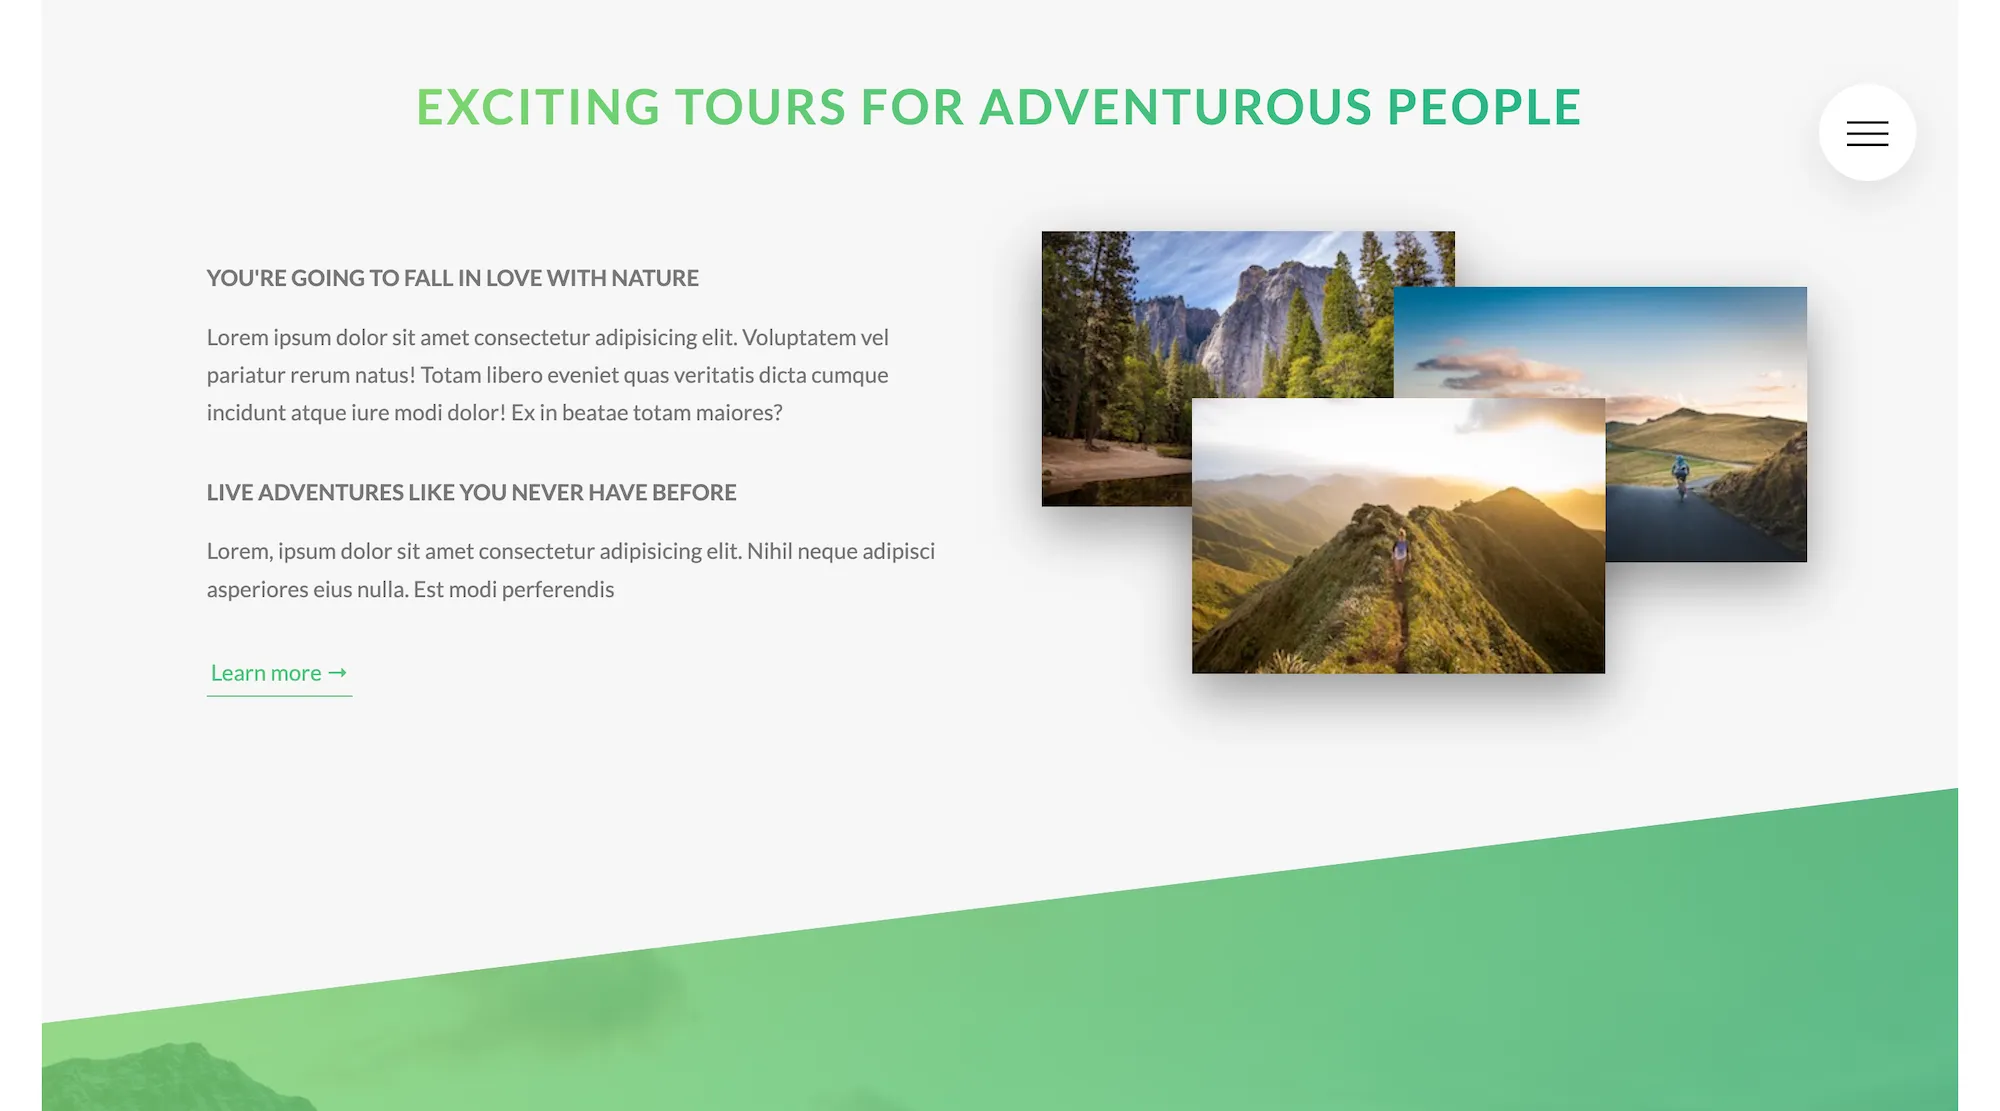 EXCITING TOURS FOR ADVENTUROUS PEOPLE
YOU'RE GOING TO FALL IN LOVE WITH NATURE
Lorem ipsum dolor sit amet consectetur adipisicing elit. Voluptatem vel
pariatur rerum natus! Totam libero eveniet quas veritatis dicta cumque
incidunt atque iure modi dolor! Ex in beatae totam maiores?
LIVE ADVENTURES LIKE YOU NEVER HAVE BEFORE
Lorem, ipsum dolor sit amet consectetur adipisicing elit. Nihil neque adipisci
asperiores eius nulla. Est modi perferendis
Learn more →